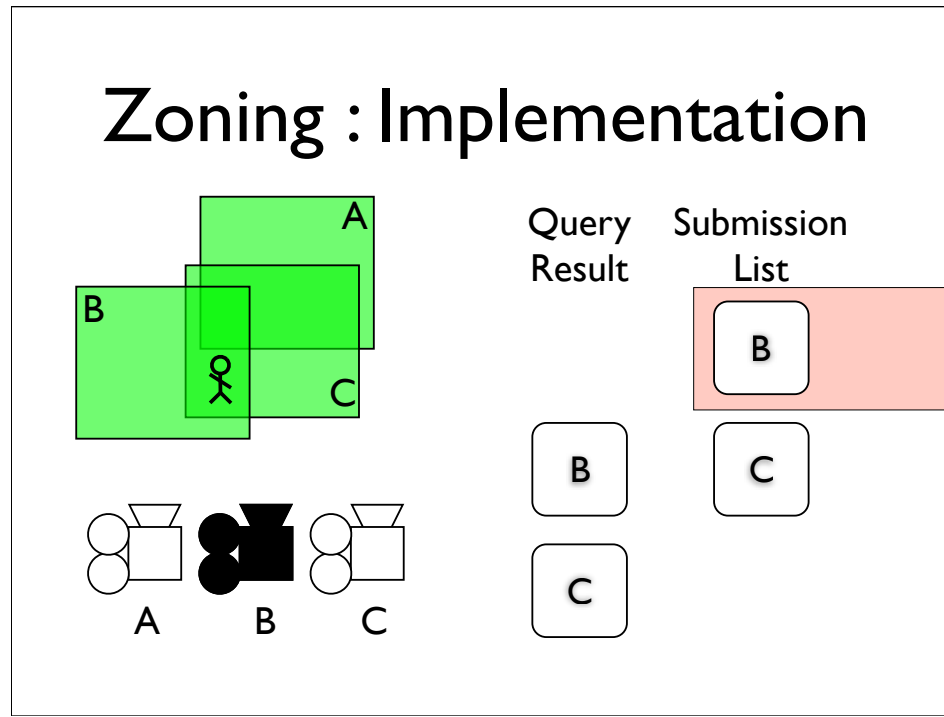 Zoning : Implementation
A
B
C
A
B
C
Query
Result
Submission
List
B
B
C
C